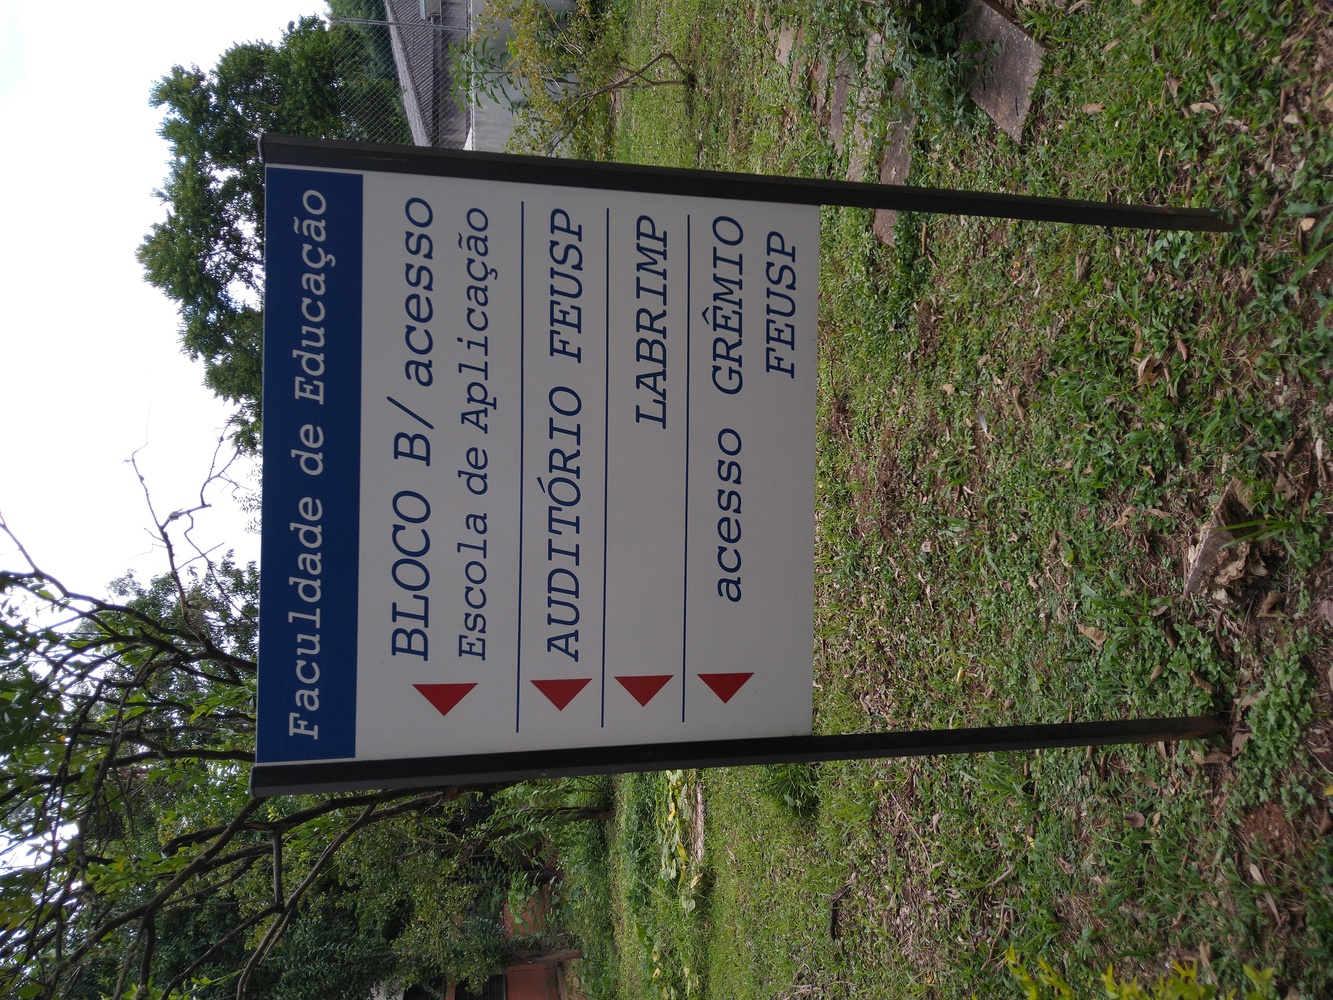 Faculdade de Educação
BLOCO B/ acesso
Escola de Aplicação
AUDITÓRIO FEUSP
LABRIMP
acesso GRÊMIO
FEUSP